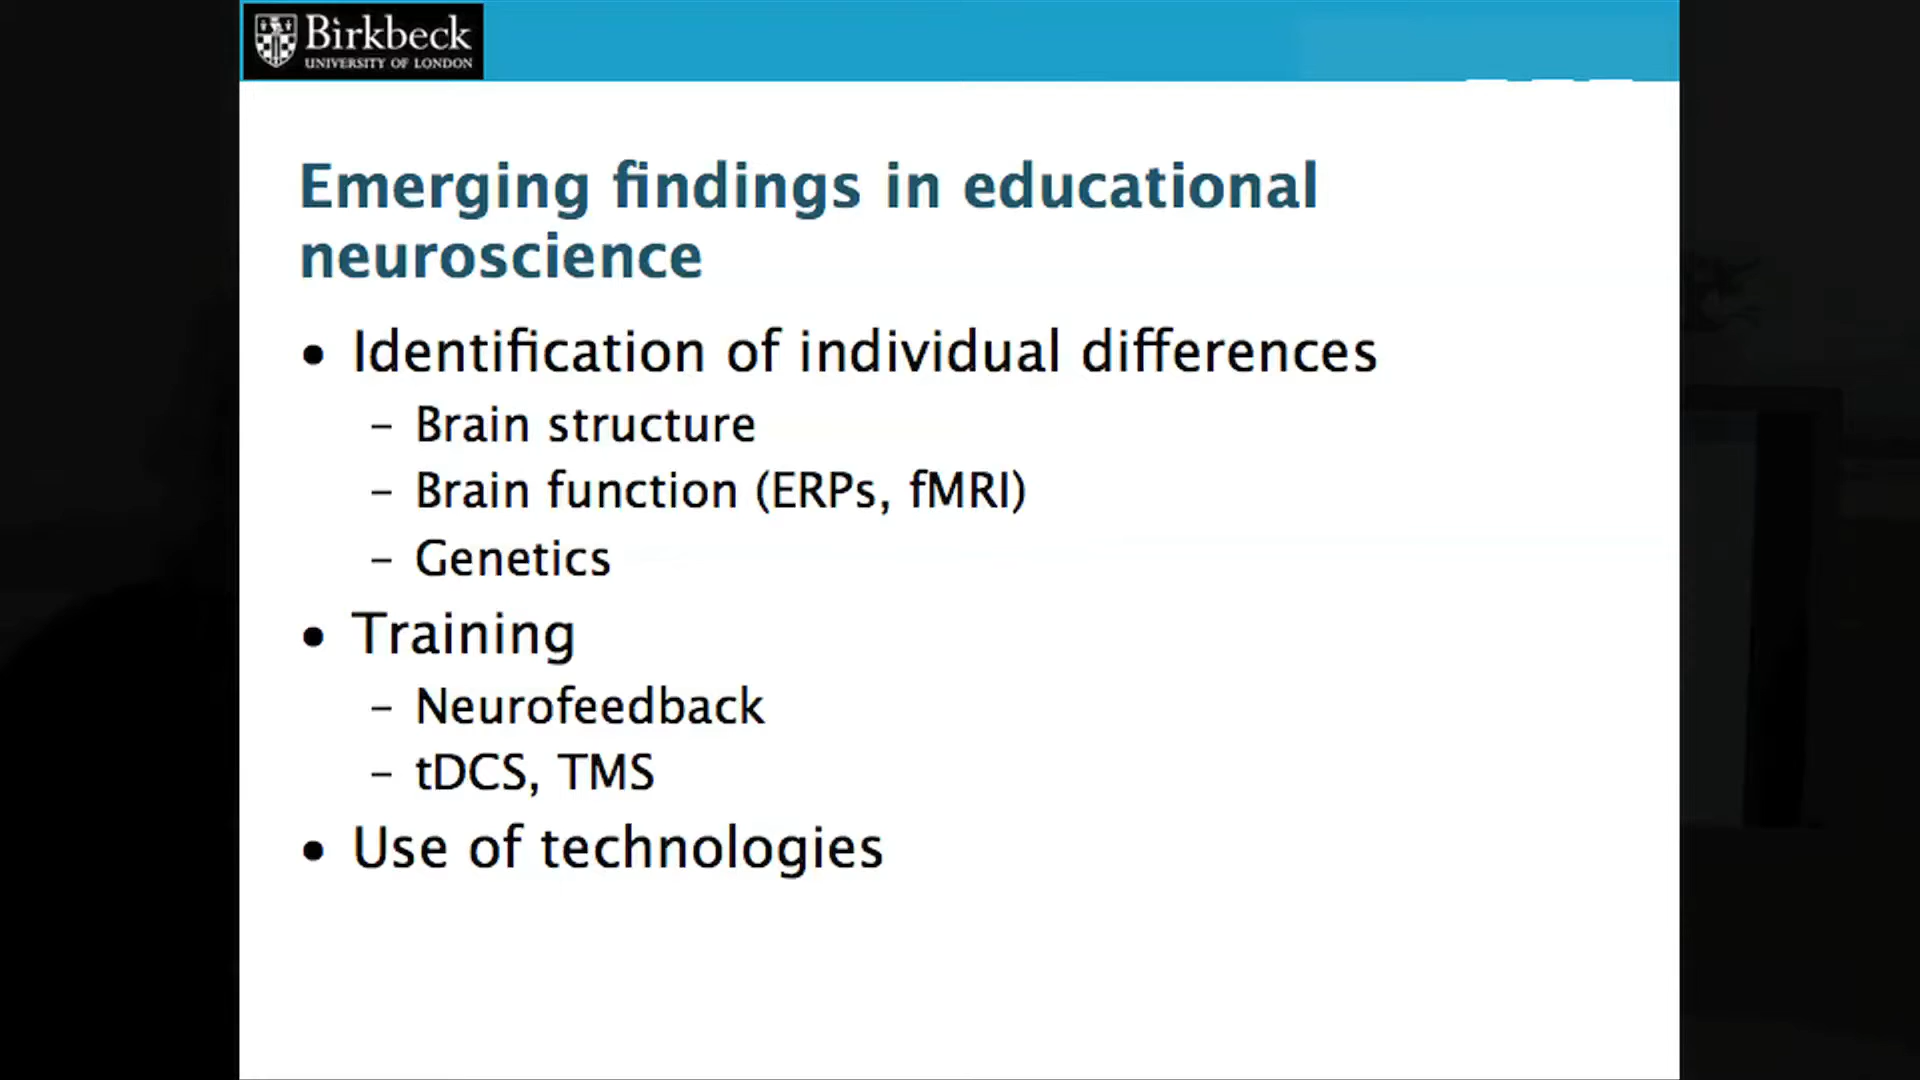 Birkbeck
UNIVERSITY OF LONDON
Emerging findings in educational
neuroscience
• Identification of individual differences
– Brain structure
– Brain function (ERPs, fMRI)
– Genetics
• Training
– Neurofeedback
– tDCS, TMS
• Use of technologies